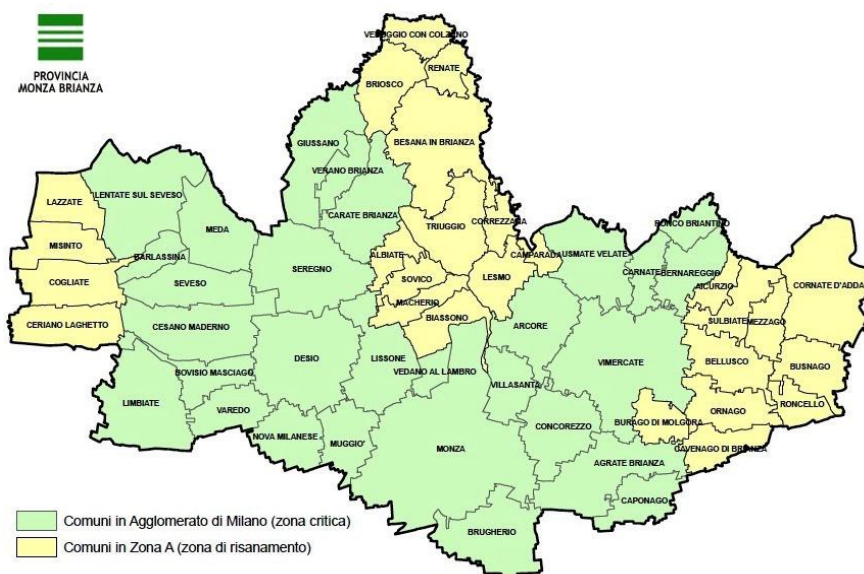 PROVINCIA
MONZA BRIANZA
VEDUGGIO CON COLZANO
RENATE
BRIOSCO
BESANA IN BRIANZA
GIUSSANO
VERANO BRIANZA
CARATE BRIANZA
TRIUGGIO
CORREZZANA
LAZZATE
LENTATE SUL SEVESO
MEDA
MISINTO
BARLASSINA
COGLIATE
SEVESO
SEREGNO
ALBIATE
SOVICO
LESMO
CAMPARADA
USMATE VELATE
RONCO BRIANTINO
CARNATE
BERNAREGGIO
AICURZIO
CORNATE D'ADDA
CERIANO LAGHETTO
CESANO MADERNO
MACHERIO
BIASSONO
ARCORE
SULBIATE
MEZZAGO
DESIO
LISSONE
VEDANO AL LAMBRO
VIMERCATE
BELLUSCO
BUSNAGO
BOVISIO MASCIAGO
LIMBIATE
VAREDO
VILLASANTA
RONCELLO
ORNAGO
NOVA MILANESE
MUGGIO'
MONZA
CONCOREZZO
BURAGO DI MOLGORA
CAVENAGO DI BRIANZA
AGRATE BRIANZA
CAPONAGO
BRUGHERIO
Comuni in Agglomerato di Milano (zona critica)
Comuni in Zona A (zona di risanamento)